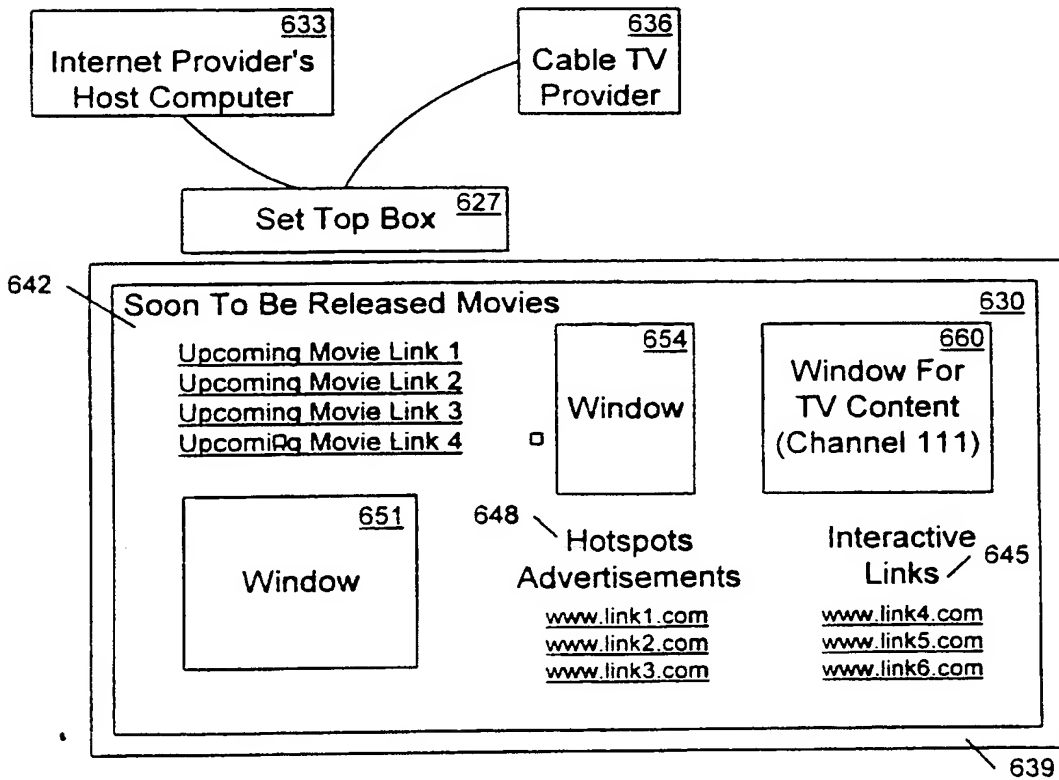 633
Internet Provider's
Host Computer
636
Cable TV
Provider
627
Set Top Box
642
Soon To Be Released Movies
630
Upcoming Movie Link 1
Upcoming Movie Link 2
Upcoming Movie Link 3
Upcoming Movie Link 4
654
Window
660
Window For
TV Content
(Channel 111)
651
Window
648
Hotspots
Advertisements
www.link1.com
www.link2.com
www.link3.com
Interactive
Links
645
www.link4.com
www.link5.com
www.link6.com
639